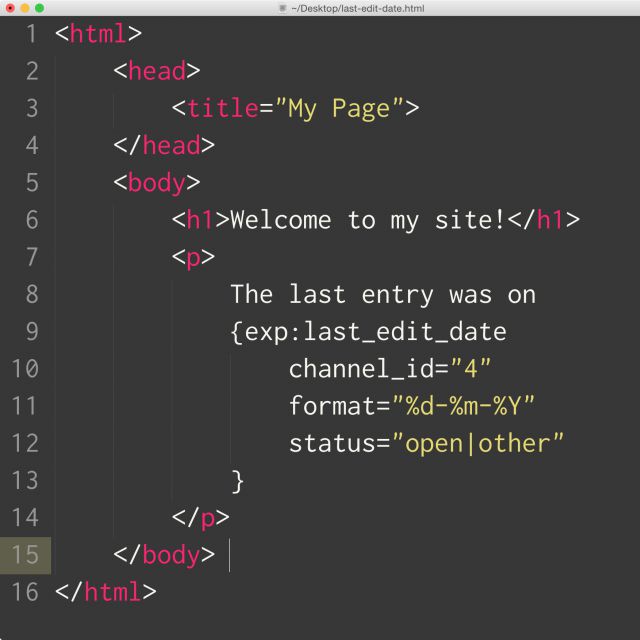 ~/Desktop/last-edit-date.html
1 <html>
2 <head>
3 <title="My Page">
4 </head>
5 <body>
6 <h1>Welcome to my site!</h1>
7 <p>
8 The last entry was on
9 {exp:last_edit_date
10 channel_id="4"
11 format="%d-%m-%Y"
12 status="open|other"
13 }
14 </p>
15 </body>
16 </html>